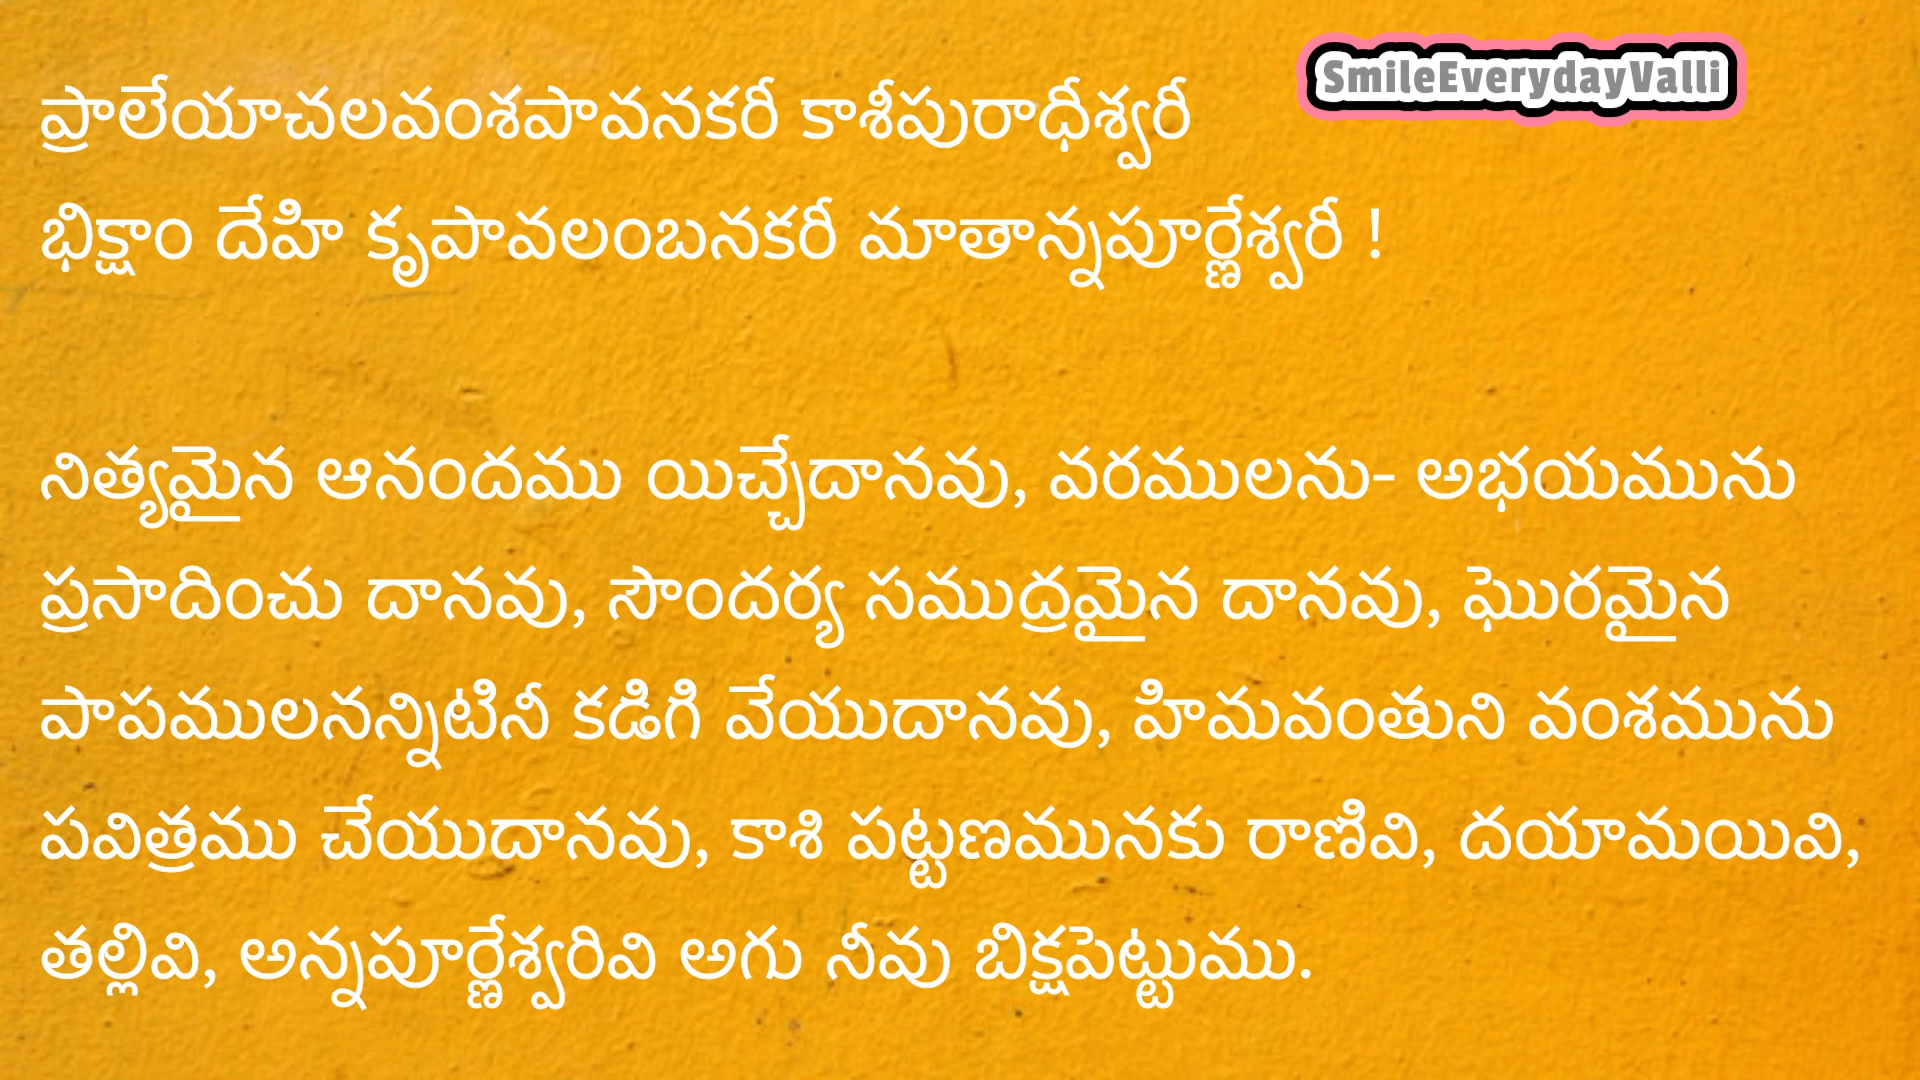 SmileEverydayValli
ప్రాలేయాచలవంశపావనకరీ కాశీపురాధీశ్వరీ
భిక్షాం దేహి కృపావలంబనకరీ మాతాన్నపూర్ణేశ్వరీ !
నిత్యమైన ఆనందము యిచ్చేదానవు, వరములను- అభయమును
ప్రసాదించు దానవు, సౌందర్య సముద్రమైన దానవు, ఘొరమైన
పాపములనన్నిటినీ కడిగి వేయుదానవు, హిమవంతుని వంశమును
పవిత్రము చేయుదానవు, కాశి పట్టణమునకు రాణివి, దయామయివి,
తల్లివి, అన్నపూర్ణేశ్వరివి అగు నీవు బిక్షపెట్టుము.